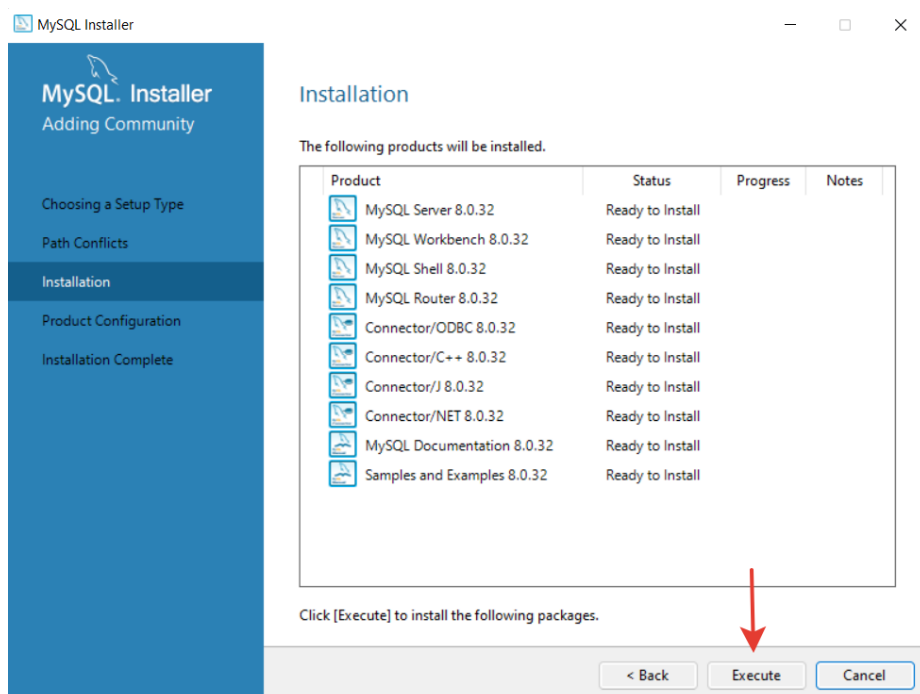 MySQL Installer
MySQL. Installer
Adding Community
Choosing a Setup Type
Path Conflicts
Installation
Product Configuration
Installation Complete
Installation
The following products will be installed.
Product Status Progress Notes
MySQL Server 8.0.32 Ready to Install
MySQL Workbench 8.0.32 Ready to Install
MySQL Shell 8.0.32 Ready to Install
MySQL Router 8.0.32 Ready to Install
Connector/ODBC 8.0.32 Ready to Install
Connector/C++ 8.0.32 Ready to Install
Connector/J 8.0.32 Ready to Install
Connector/NET 8.0.32 Ready to Install
MySQL Documentation 8.0.32 Ready to Install
Samples and Examples 8.0.32 Ready to Install
Click [Execute] to install the following packages.
< Back Execute Cancel